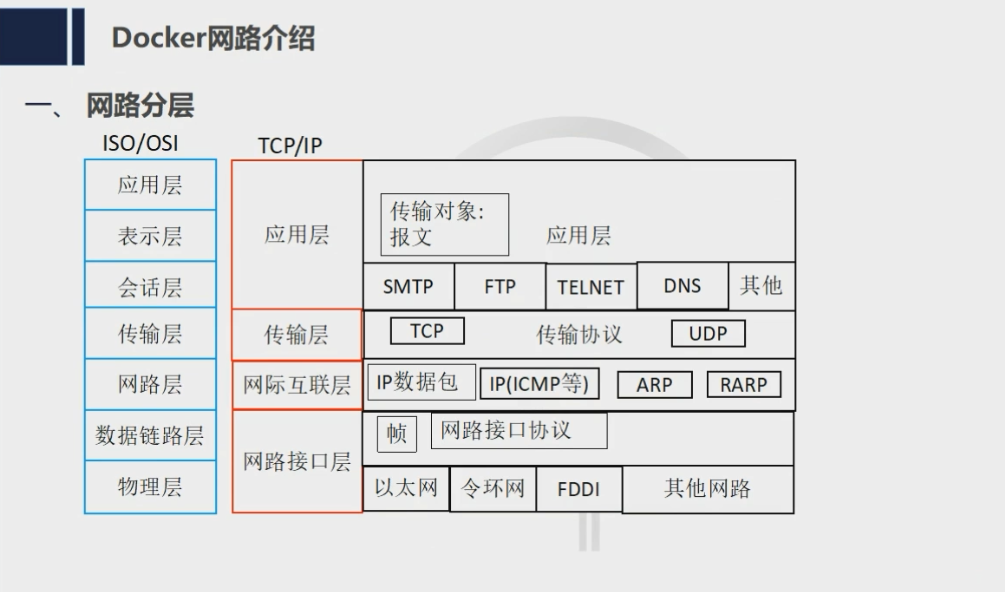 Docker网路介绍
一、 网路分层
ISO/OSI
TCP/IP
应用层
表示层
会话层
传输层
网路层
数据链路层
物理层
应用层
传输层
网际互联层
网路接口层
传输对象:
报文
应用层
SMTP
FTP
TELNET
DNS
其他
TCP
传输协议
UDP
IP数据包
IP(ICMP等)
ARP
RARP
帧
网路接口协议
以太网
令环网
FDDI
其他网路